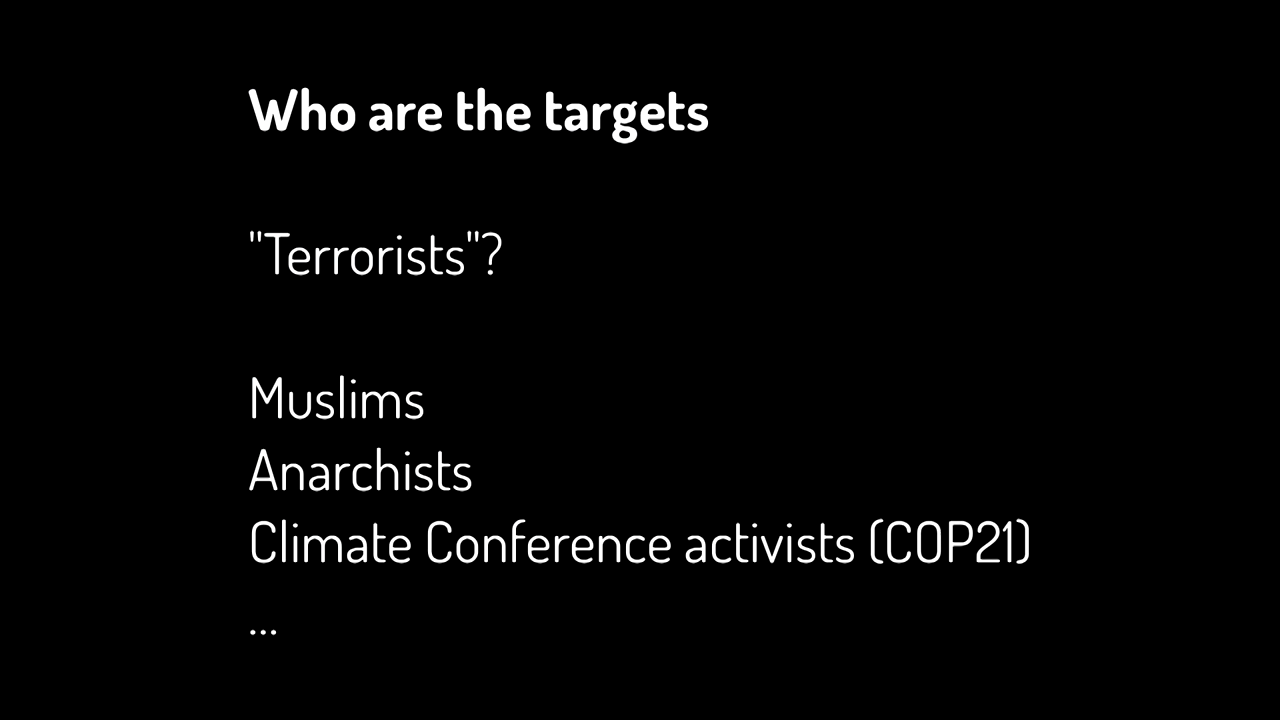 Who are the targets
"Terrorists"?
Muslims
Anarchists
Climate Conference activists (COP21)
...